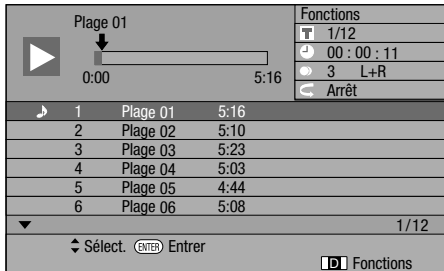 Plage 01
0:00 5:16
Fonctions
T 1/12
00 : 00 : 11
3 L+R
Arrêt
1 Plage 01 5:16
2 Plage 02 5:10
3 Plage 03 5:23
4 Plage 04 5:03
5 Plage 05 4:44
6 Plage 06 5:08
1/12
Sélect. ENTER Entrer
D Fonctions